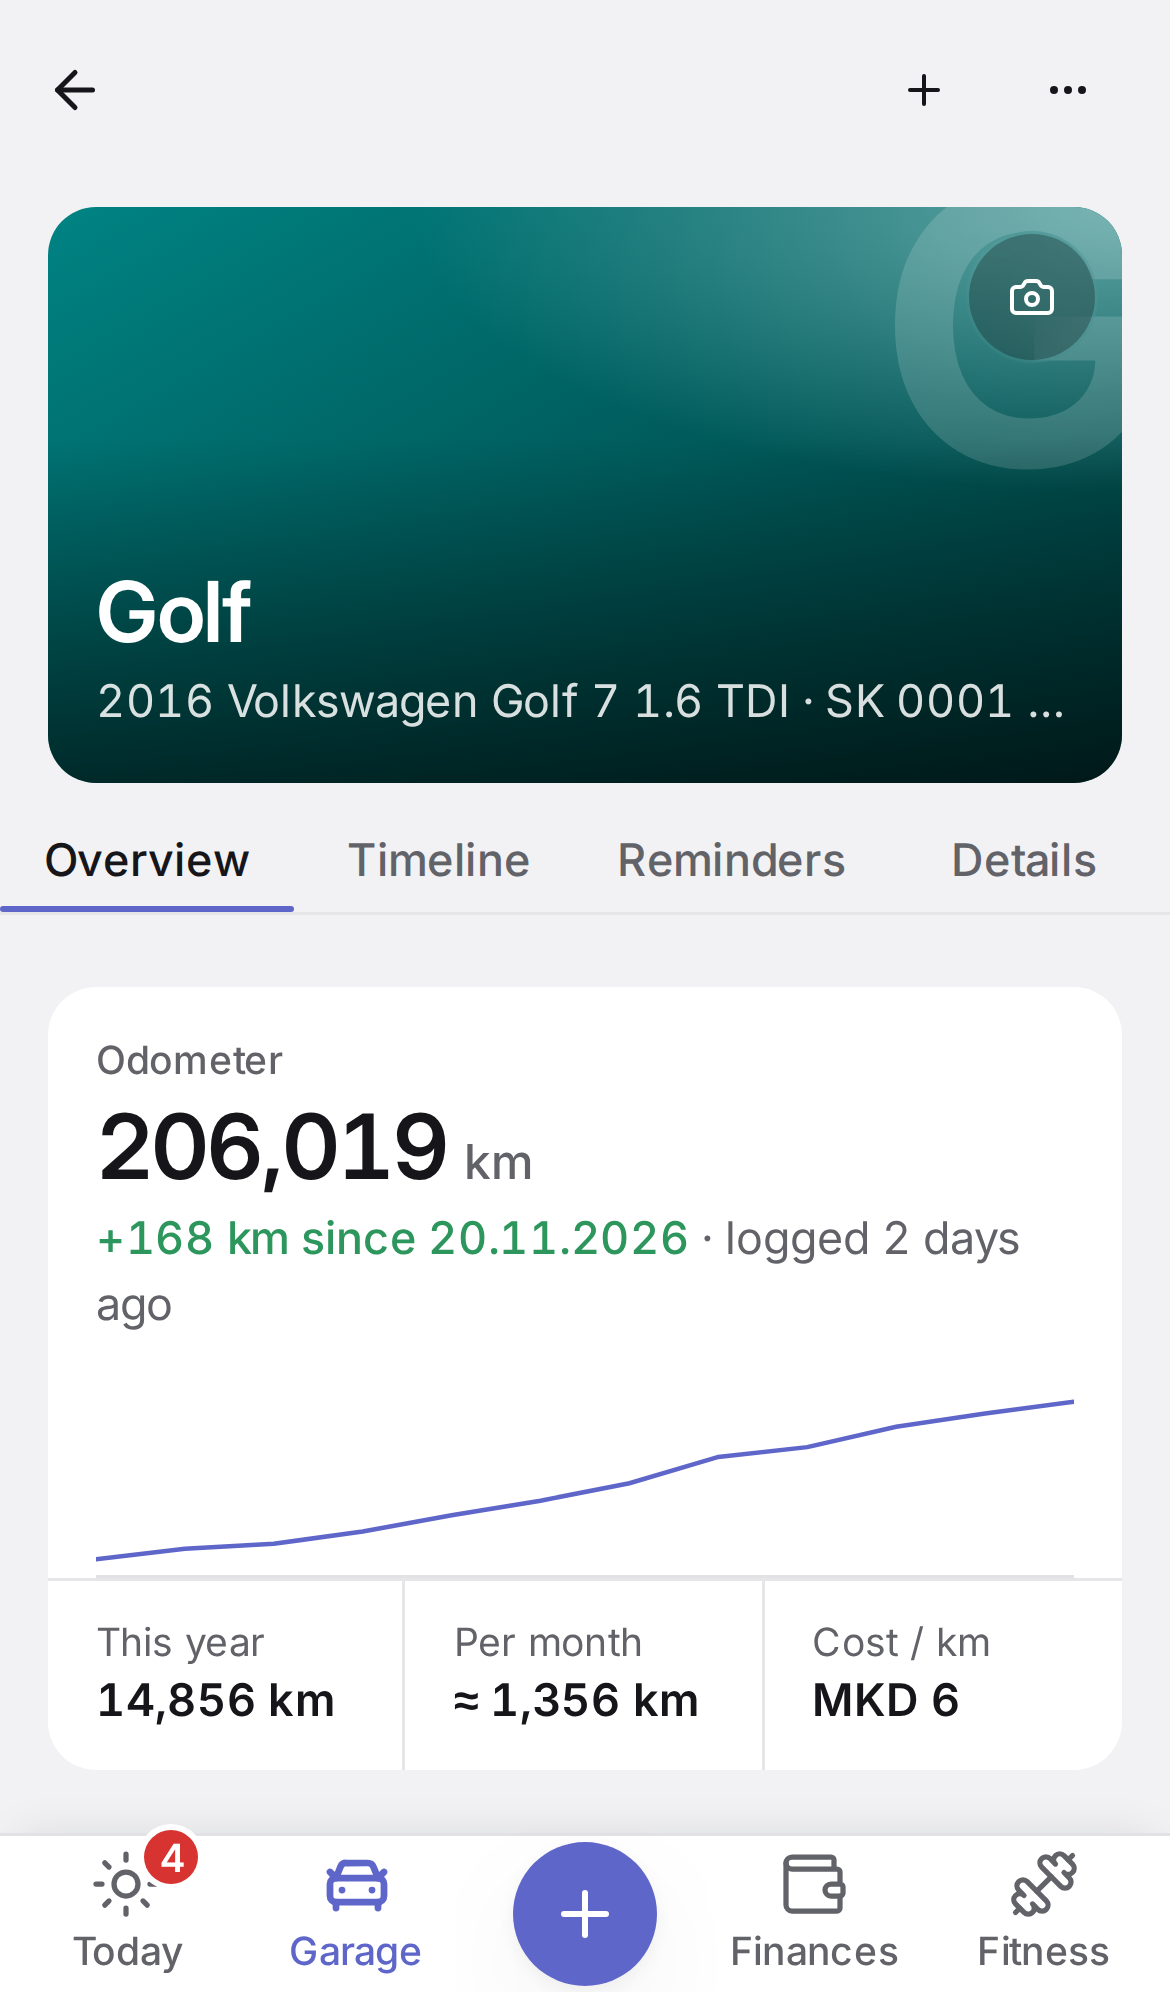 G
Golf
2016 Volkswagen Golf 7 1.6 TDI · SK 0001 ...
Overview Timeline Reminders Details
Odometer
206,019 km
+168 km since 20.11.2026 · logged 2 days
ago
This year Per month Cost / km
14,856 km ≈ 1,356 km MKD 6
4
Today Garage Finances Fitness